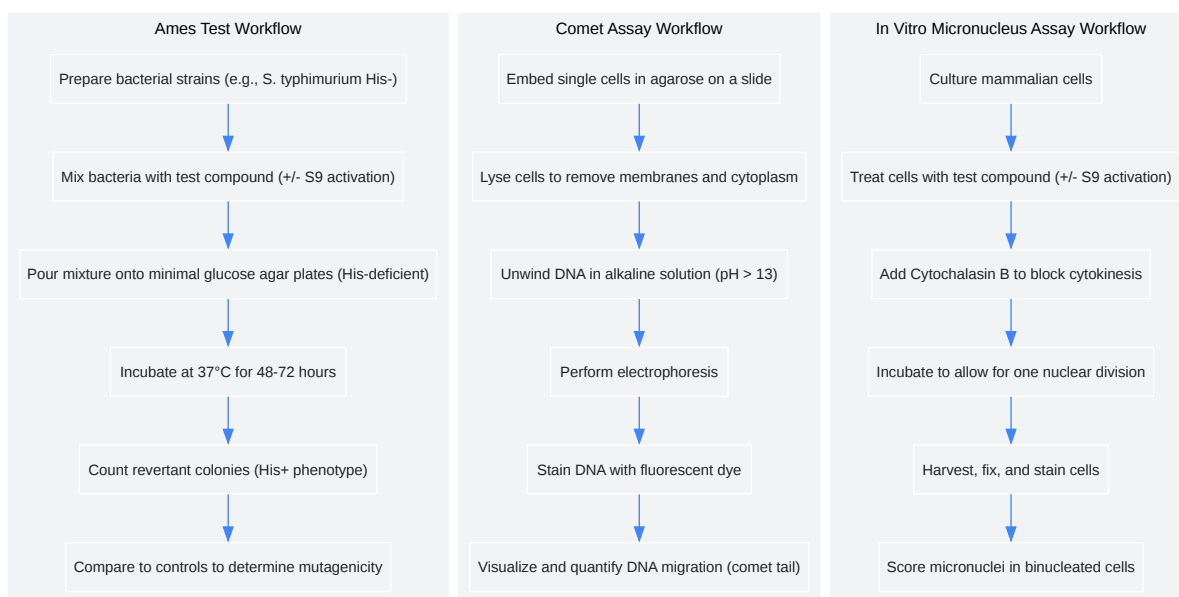 Ames Test Workflow
Prepare bacterial strains (e.g., S. typhimurium His-)
Mix bacteria with test compound (+/- S9 activation)
Pour mixture onto minimal glucose agar plates (His-deficient)
Incubate at 37°C for 48-72 hours
Count revertant colonies (His+ phenotype)
Compare to controls to determine mutagenicity
Comet Assay Workflow
Embed single cells in agarose on a slide
Lyse cells to remove membranes and cytoplasm
Unwind DNA in alkaline solution (pH > 13)
Perform electrophoresis
Stain DNA with fluorescent dye
Visualize and quantify DNA migration (comet tail)
In Vitro Micronucleus Assay Workflow
Culture mammalian cells
Treat cells with test compound (+/- S9 activation)
Add Cytochalasin B to block cytokinesis
Incubate to allow for one nuclear division
Harvest, fix, and stain cells
Score micronuclei in binucleated cells